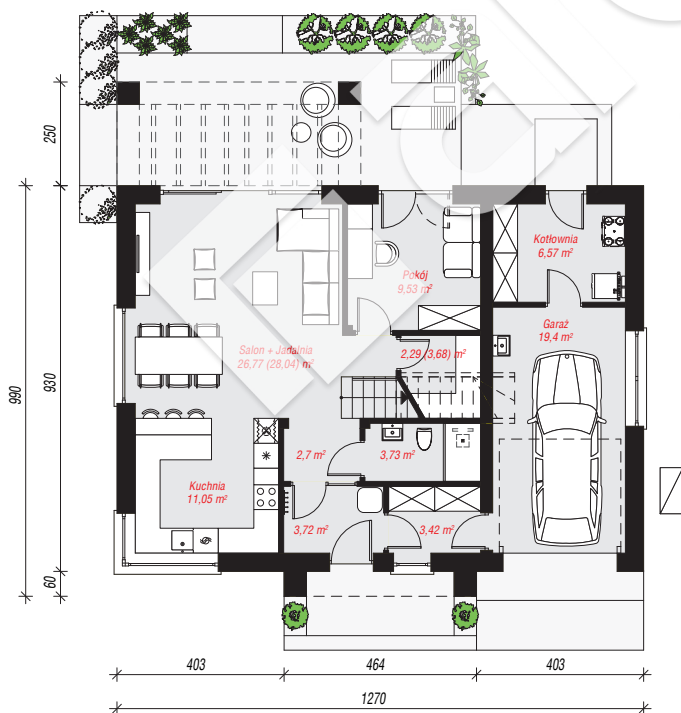 250
Kotłownia
6,57 m²
Pokój
9,53 m²
Garaż
19,4 m²
Salon + Jadalnia
26,77 (28,04) m²
2,29 (3,68) m²
990
930
2,7 m²
3,73 m²
Kuchnia
11,05 m²
3,72 m²
3,42 m²
60
403
464
403
1270